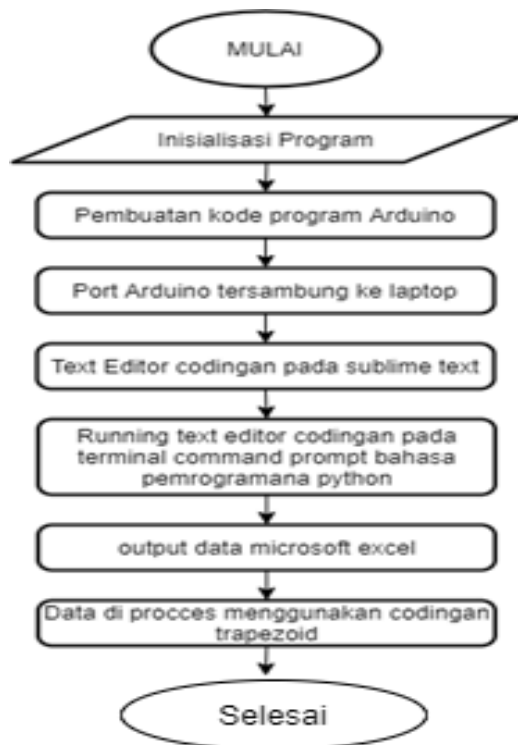 MULAI
Inisialisasi Program
Pembuatan kode program Arduino
Port Arduino tersambung ke laptop
Text Editor codingan pada sublime text
Running text editor codingan pada
terminal command prompt bahasa
pemrogramana python
output data microsoft excel
Data di procces menggunakan codingan
trapezoid
Selesai